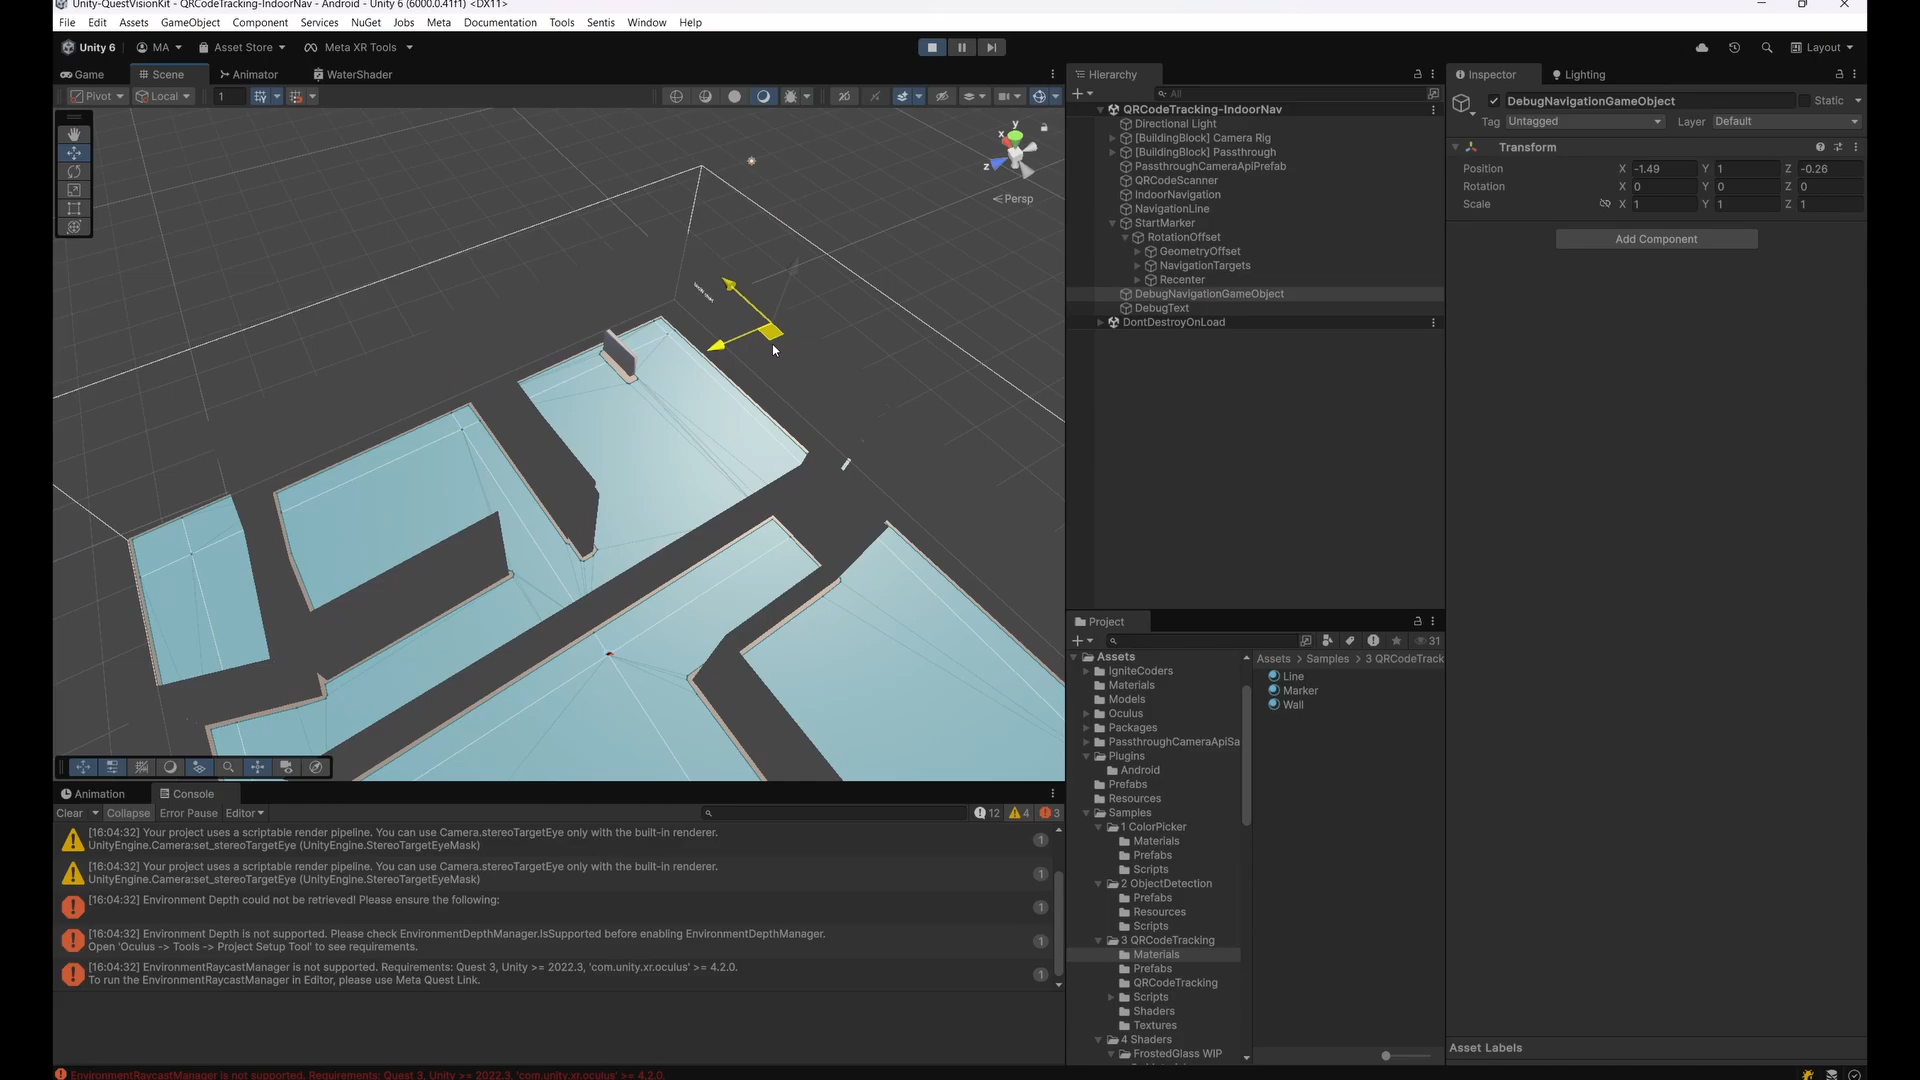 Unity-QuestVisionKit - QRCodeTracking-IndoorNav - Android - Unity 6 (6000.0.41f1) <DX11>
File Edit Assets GameObject Component Services NuGet Jobs Meta DX11Extension Tools Sentis Window Help
Unity 6 MA Asset Store Meta XR Tools Layout
Game Scene Animator WaterShader
Pivot Local 1
y
x
z
Persp
Hierarchy
All
QRCodeTracking-IndoorNav
Directional Light
[BuildingBlock] Camera Rig
[BuildingBlock] Passthrough
PassthroughCameraApiPrefab
QRCodeScanner
IndoorNavigation
NavigationLine
StartMarker
RotationOffset
GeometryOffset
NavigationTargets
Recenter
DebugNavigationGameObject
DebugText
DontDestroyOnLoad
Inspector Lighting
DebugNavigationGameObject Static
Tag Untagged Layer Default
Transform
Position X -1.49 Y 1 Z -0.26
Rotation X 0 Y 0 Z 0
Scale X 1 Y 1 Z 1
Add Component
Project
31
Assets
IgniteCoders
Materials
Models
Oculus
Packages
PassthroughCameraApiSa
Plugins
Android
Prefabs
Resources
Samples
1 ColorPicker
Materials
Prefabs
Scripts
2 ObjectDetection
Prefabs
Resources
Scripts
3 QRCodeTracking
Materials
Prefabs
QRCodeTracking
Scripts
Shaders
Textures
4 Shaders
FrostedGlass WIP
Assets > Samples > 3 QRCodeTrack
Line
Marker
Wall
Asset Labels
Animation Console
Clear Collapse Error Pause Editor 12 4 3
[16:04:32] Your project uses a scriptable render pipeline. You can use Camera.stereoTargetEye only with the built-in renderer.
UnityEngine.Camera:set_stereoTargetEye (UnityEngine.StereoTargetEyeMask) 1
[16:04:32] Your project uses a scriptable render pipeline. You can use Camera.stereoTargetEye only with the built-in renderer.
UnityEngine.Camera:set_stereoTargetEye (UnityEngine.StereoTargetEyeMask) 1
[16:04:32] Environment Depth could not be retrieved! Please ensure the following: 1
[16:04:32] Environment Depth is not supported. Please check EnvironmentDepthManager.IsSupported before enabling EnvironmentDepthManager.
Open 'Oculus -> Tools -> Project Setup Tool' to see requirements. 1
[16:04:32] EnvironmentRaycastManager is not supported. Requirements: Quest 3, Unity >= 2022.3, 'com.unity.xr.oculus' >= 4.2.0.
To run the EnvironmentRaycastManager in Editor, please use Meta Quest Link. 1
EnvironmentRaycastManager is not supported. Requirements: Quest 3, Unity >= 2022.3, 'com.unity.xr.oculus' >= 4.2.0.